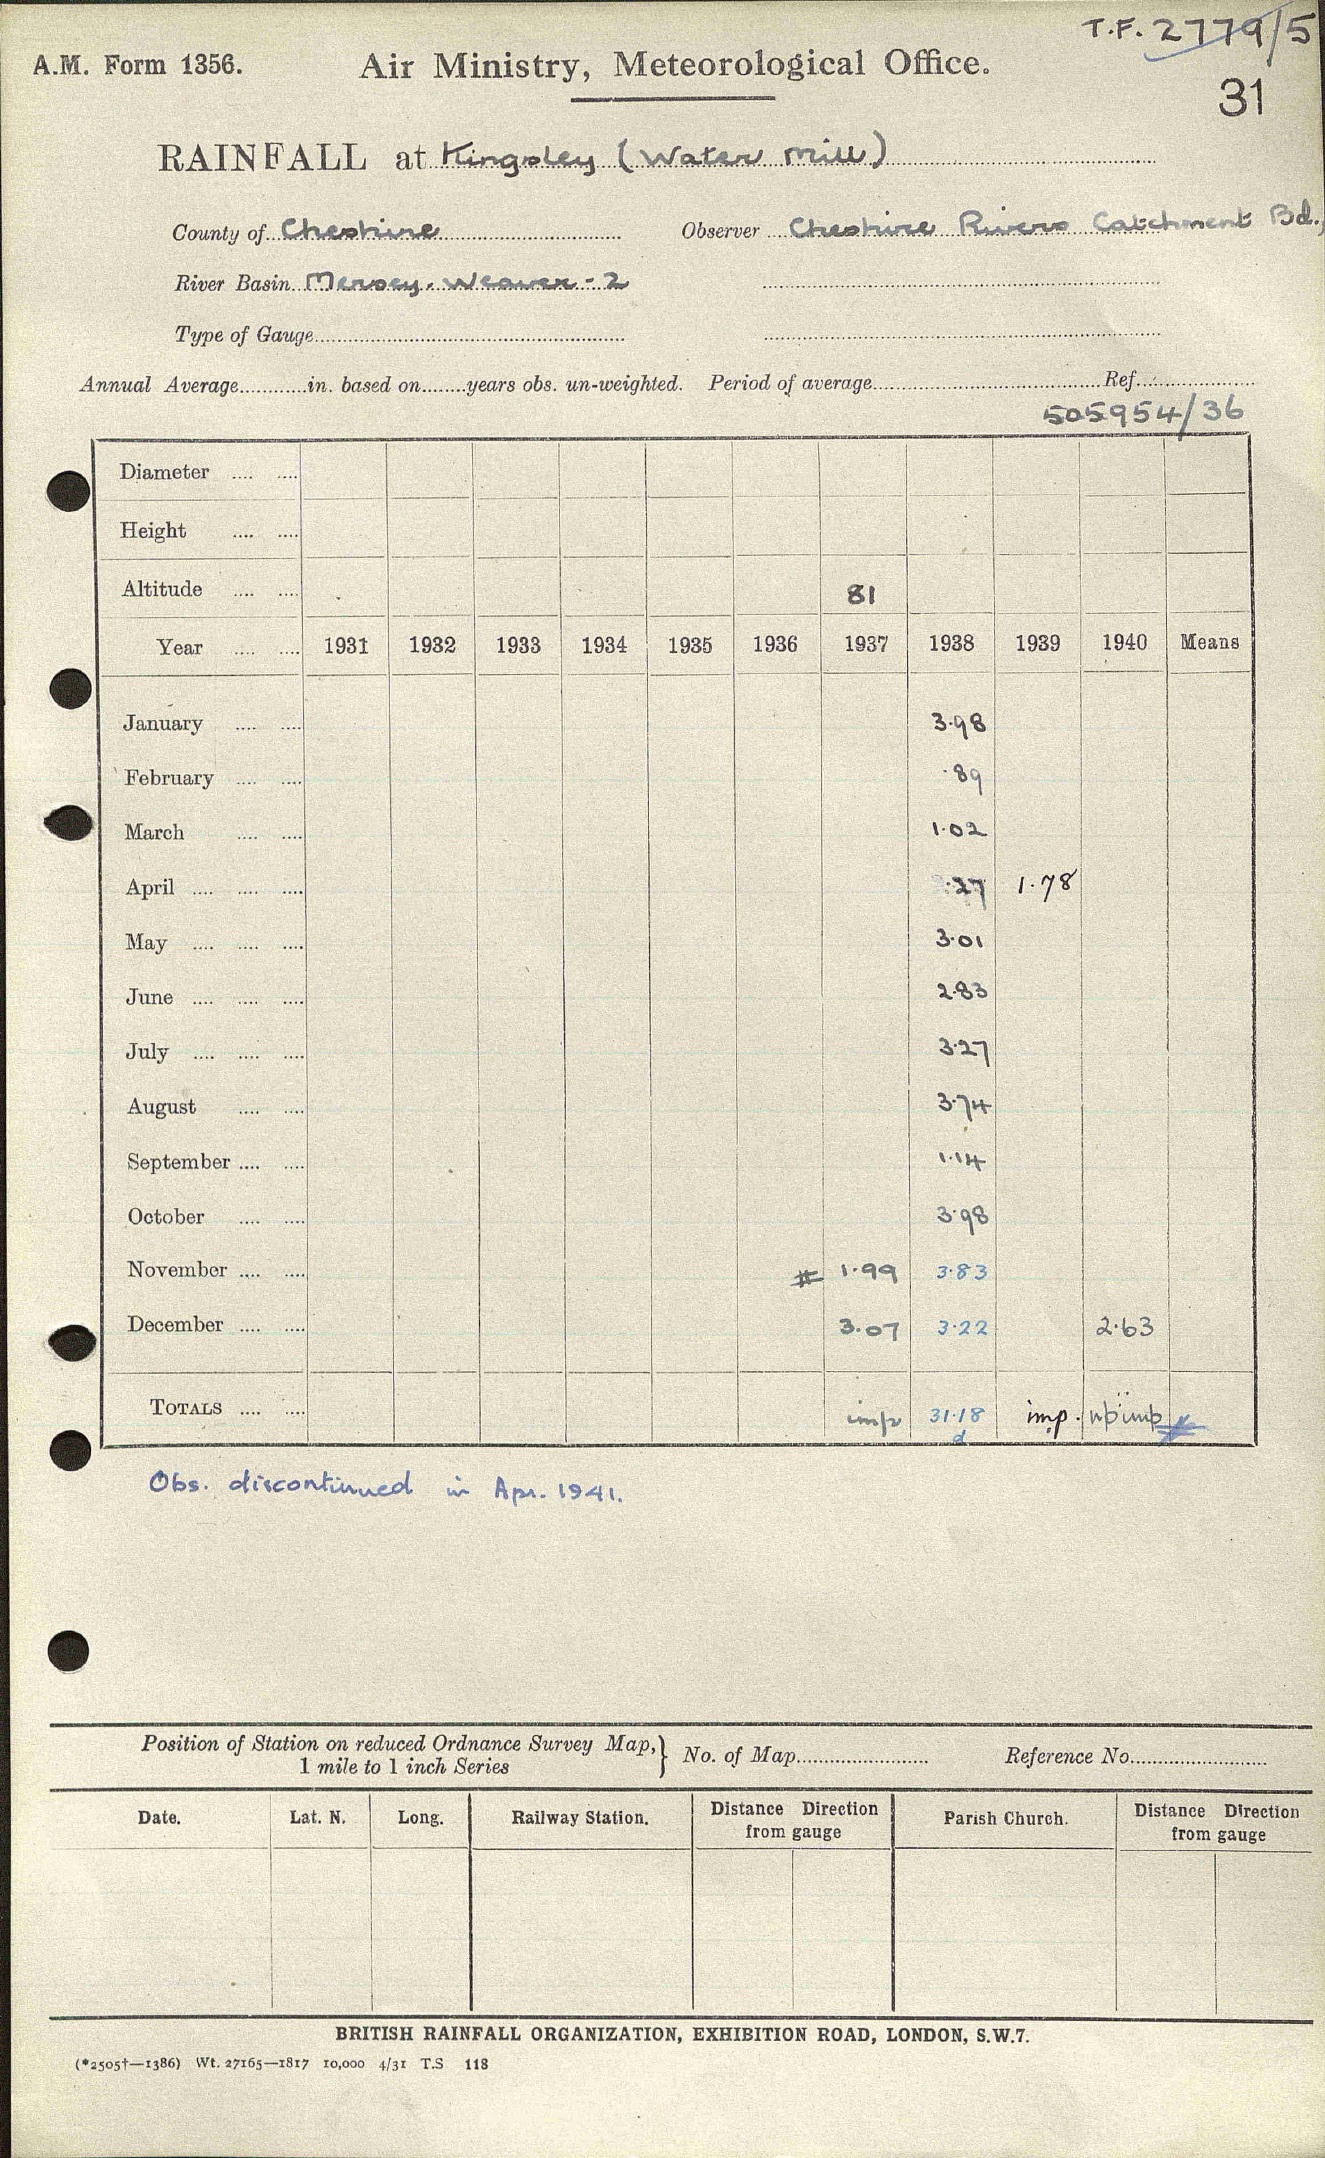 T.F. 2779/5
A.M. Form 1356. Air Ministry, Meteorological Office.
31
RAINFALL at Kingsley (Water Mill)
County of Cheshire Observer Cheshire Rivers Catchment Bd.,
River Basin Mersey. Weaver - 2
Type of Gauge
Annual Average in. based on years obs. un-weighted. Period of average Ref.
505954/36
Diameter
Height
Altitude 81
Year 1931 1932 1933 1934 1935 1936 1937 1938 1939 1940 Means
January 3.98
February .89
March 1.02
April .27 1.78
May 3.01
June 2.83
July 3.27
August 3.74
September 1.14
October 3.98
November # 1.99 3.83
December 3.07 3.22 2.63
TOTALS imp 31.18 imp.
d
Obs. discontinued in Apr. 1941.
Position of Station on reduced Ordnance Survey Map, } No. of Map Reference No.
1 mile to 1 inch Series
Date. Lat. N. Long. Railway Station. Distance Direction Parish Church. Distance Direction
from gauge from gauge
BRITISH RAINFALL ORGANIZATION, EXHIBITION ROAD, LONDON, S.W.7.
(*2505†—1386) Wt. 27165—1817 10,000 4/31 T.S 118